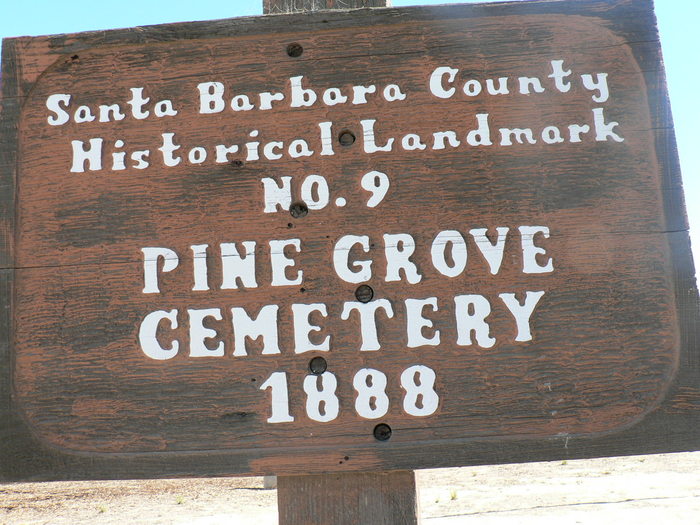 Santa Barbara County
Historical Landmark
NO. 9
PINE GROVE
CEMETERY
1888